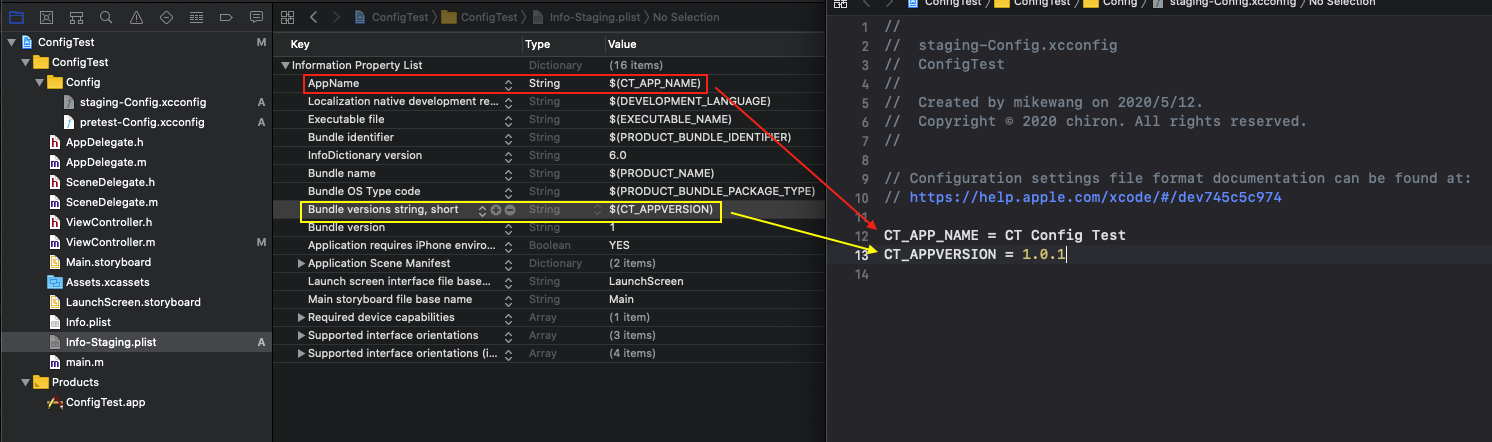 ConfigTest
M
ConfigTest
Config
staging-Config.xcconfig
A
pretest-Config.xcconfig
A
AppDelegate.h
AppDelegate.m
SceneDelegate.h
SceneDelegate.m
ViewController.h
ViewController.m
M
Main.storyboard
Assets.xcassets
LaunchScreen.storyboard
Info.plist
Info-Staging.plist
A
main.m
Products
ConfigTest.app
ConfigTest ConfigTest Info-Staging.plist No Selection
Key Type Value
Information Property List Dictionary (16 items)
AppName String $(CT_APP_NAME)
Localization native development re... String $(DEVELOPMENT_LANGUAGE)
Executable file String $(EXECUTABLE_NAME)
Bundle identifier String $(PRODUCT_BUNDLE_IDENTIFIER)
InfoDictionary version String 6.0
Bundle name String $(PRODUCT_NAME)
Bundle OS Type code String $(PRODUCT_BUNDLE_PACKAGE_TYPE)
Bundle versions string, short String $(CT_APPVERSION)
Bundle version String 1
Application requires iPhone enviro... Boolean YES
Application Scene Manifest Dictionary (2 items)
Launch screen interface file base... String LaunchScreen
Main storyboard file base name String Main
Required device capabilities Array (1 item)
Supported interface orientations Array (3 items)
Supported interface orientations (i... Array (4 items)
ConfigTest ConfigTest Config staging-Config.xcconfig No Selection
1 //
2 // staging-Config.xcconfig
3 // ConfigTest
4 //
5 // Created by mikewang on 2020/5/12.
6 // Copyright © 2020 chiron. All rights reserved.
7 //
8
9 // Configuration settings file format documentation can be found at:
10 // https://help.apple.com/xcode/#/dev745c5c974
11
12 CT_APP_NAME = CT Config Test
13 CT_APPVERSION = 1.0.1
14